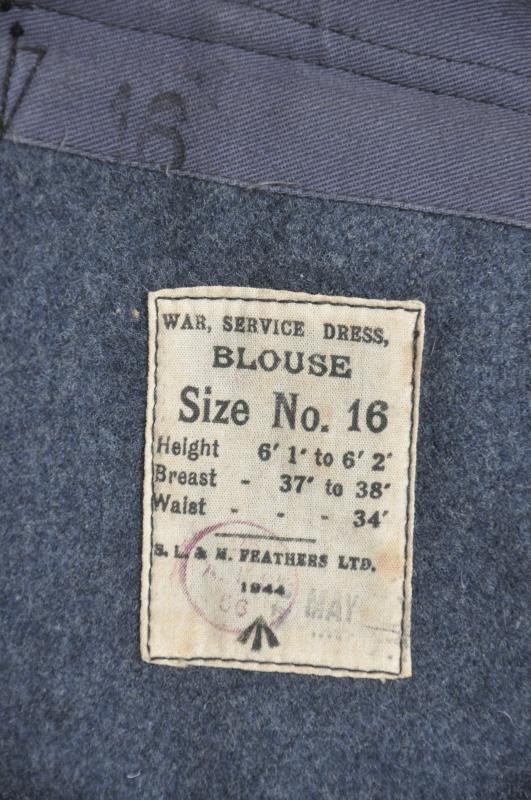 16
WAR, SERVICE DRESS,
BLOUSE
Size No. 16
Height 6' 1' to 6' 2'
Breast - 37' to 38'
Waist - - - 34'
S. L. & M. FEATHERS LTD.
1944
MAY